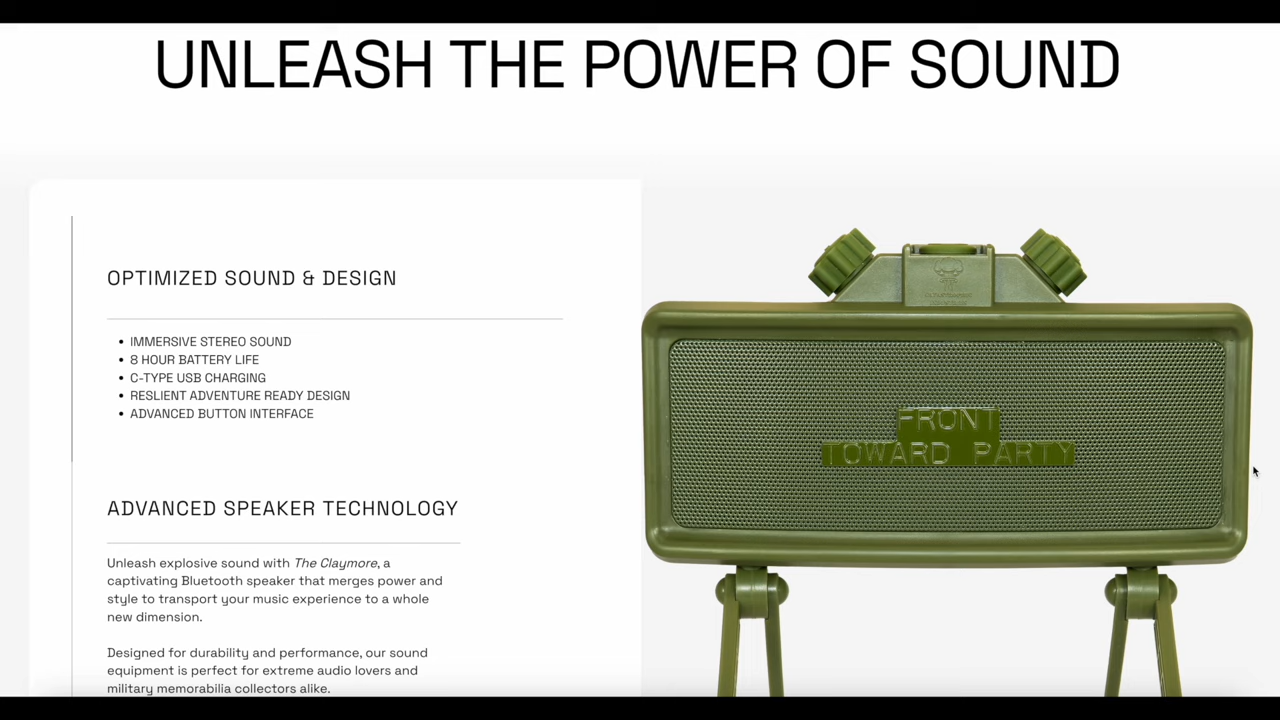 UNLEASH THE POWER OF SOUND
OPTIMIZED SOUND & DESIGN
• IMMERSIVE STEREO SOUND
• 8 HOUR BATTERY LIFE
• C-TYPE USB CHARGING
• RESLIENT ADVENTURE READY DESIGN
• ADVANCED BUTTON INTERFACE
ADVANCED SPEAKER TECHNOLOGY
Unleash explosive sound with The Claymore, a
captivating Bluetooth speaker that merges power and
style to transport your music experience to a whole
new dimension.
Designed for durability and performance, our sound
equipment is perfect for extreme audio lovers and
military memorabilia collectors alike.
FRONT
TOWARD PARTY